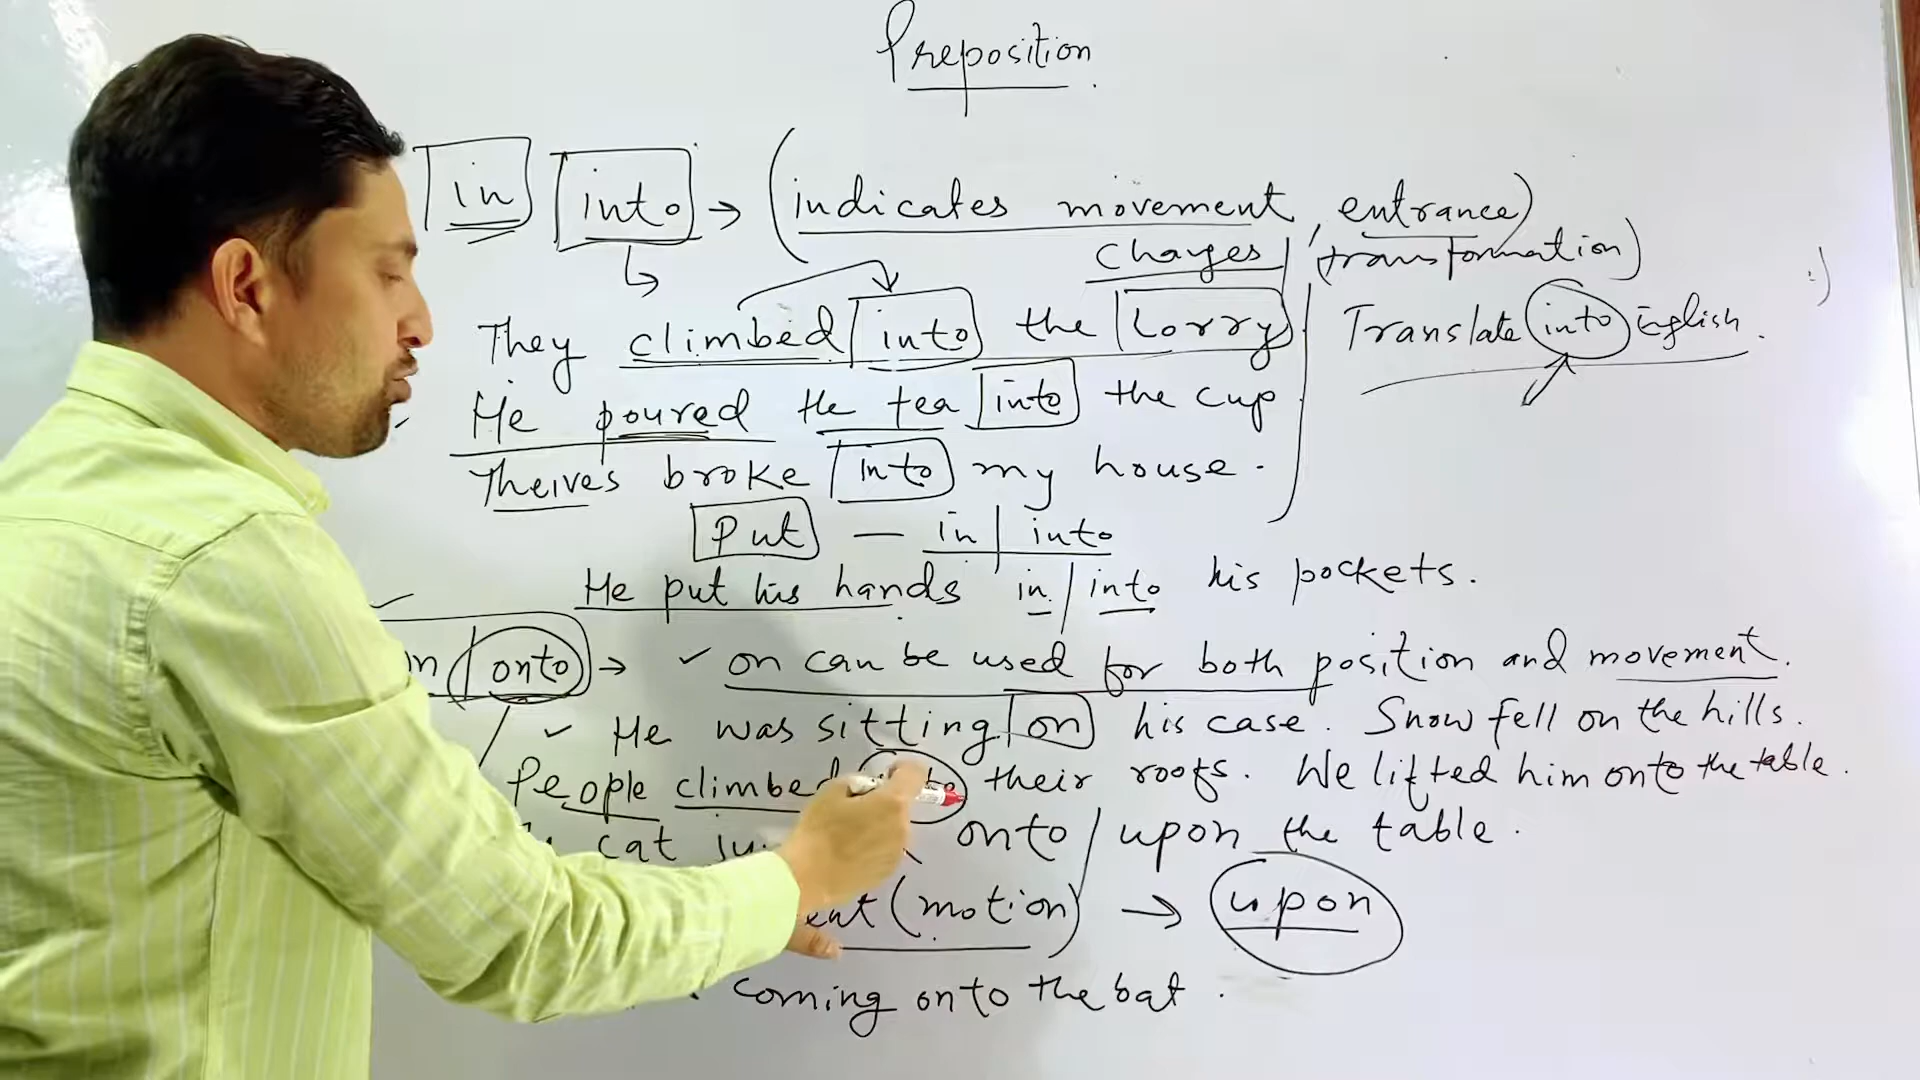 Preposition.
in into → (indicates movement, entrance)
changes (transformation)
They climbed into the Lorry
Translate into English.
He poured the tea into the cup
Theives broke into my house.
Put — in / into
He put his hands in / into his pockets.
onto → ✓ on can be used for both position and movement.
✓ He was sitting on his case. Snow fell on the hills.
People climbed their roofs. We lifted him onto the table.
cat onto / upon the table.
(motion) → upon
coming onto the bat.